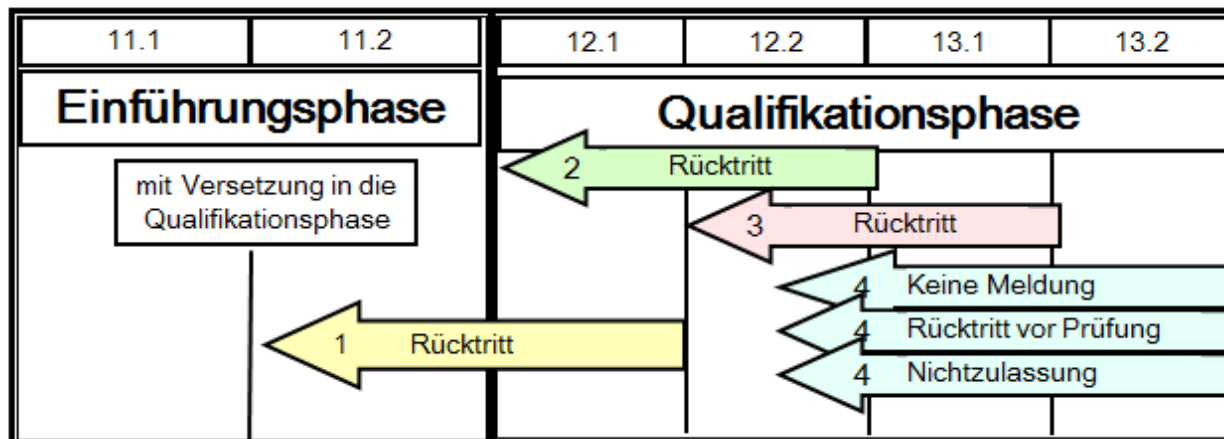 11.1 11.2 12.1 12.2 13.1 13.2
Einführungsphase Qualifikationsphase
mit Versetzung in die
Qualifikationsphase
2 Rücktritt
3 Rücktritt
4 Keine Meldung
4 Rücktritt vor Prüfung
1 Rücktritt
4 Nichtzulassung